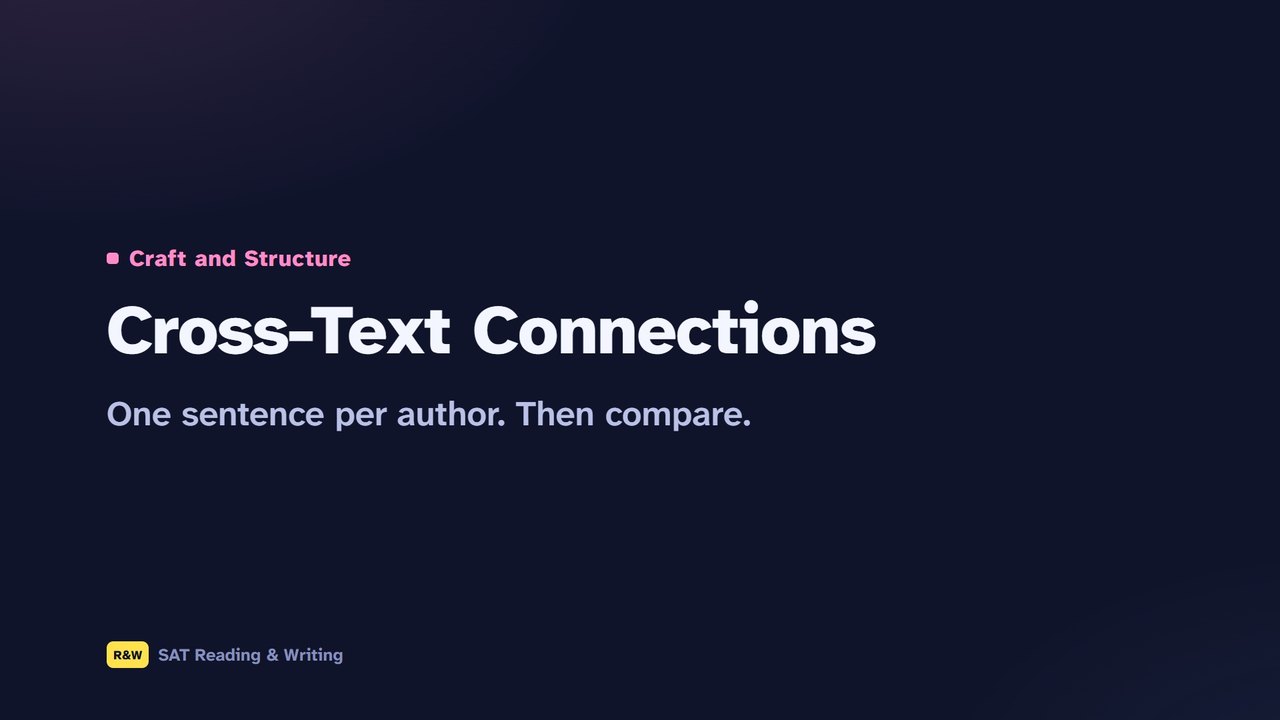 Craft and Structure
Cross-Text Connections
One sentence per author. Then compare.
R&W SAT Reading & Writing